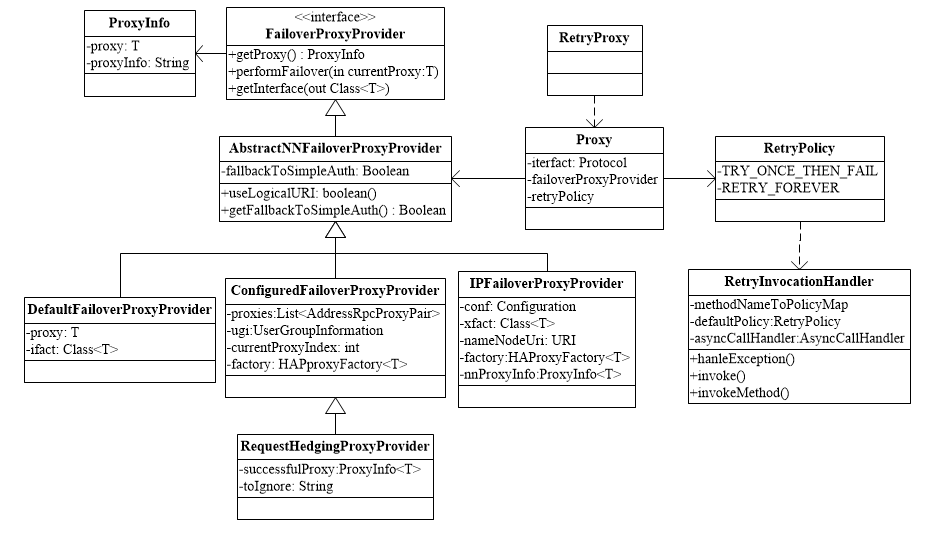 ProxyInfo
-proxy: T
-proxyInfo: String
<<interface>>
FailoverProxyProvider
+getProxy() : ProxyInfo
+performFailover(in currentProxy:T)
+getInterface(out Class<T>)
RetryProxy
AbstractNNFailoverProxyProvider
-fallbackToSimpleAuth: Boolean
+useLogicalURI: boolean()
+getFallbackToSimpleAuth() : Boolean
Proxy
-iterfact: Protocol
-failoverProxyProvider
-retryPolicy
RetryPolicy
-TRY_ONCE_THEN_FAIL
-RETRY_FOREVER
DefaultFailoverProxyProvider
-proxy: T
-ifact: Class<T>
ConfiguredFailoverProxyProvider
-proxies:List<AddressRpcProxyPair>
-ugi:UserGroupInformation
-currentProxyIndex: int
-factory: HAPproxyFactory<T>
IPFailoverProxyProvider
-conf: Configuration
-xfact: Class<T>
-nameNodeUri: URI
-factory:HAProxyFactory<T>
-nnProxyInfo:ProxyInfo<T>
RetryInvocationHandler
-methodNameToPolicyMap
-defaultPolicy:RetryPolicy
-asyncCallHandler:AsyncCallHandler
+hanleException()
+invoke()
+invokeMethod()
RequestHedgingProxyProvider
-successfulProxy:ProxyInfo<T>
-toIgnore: String